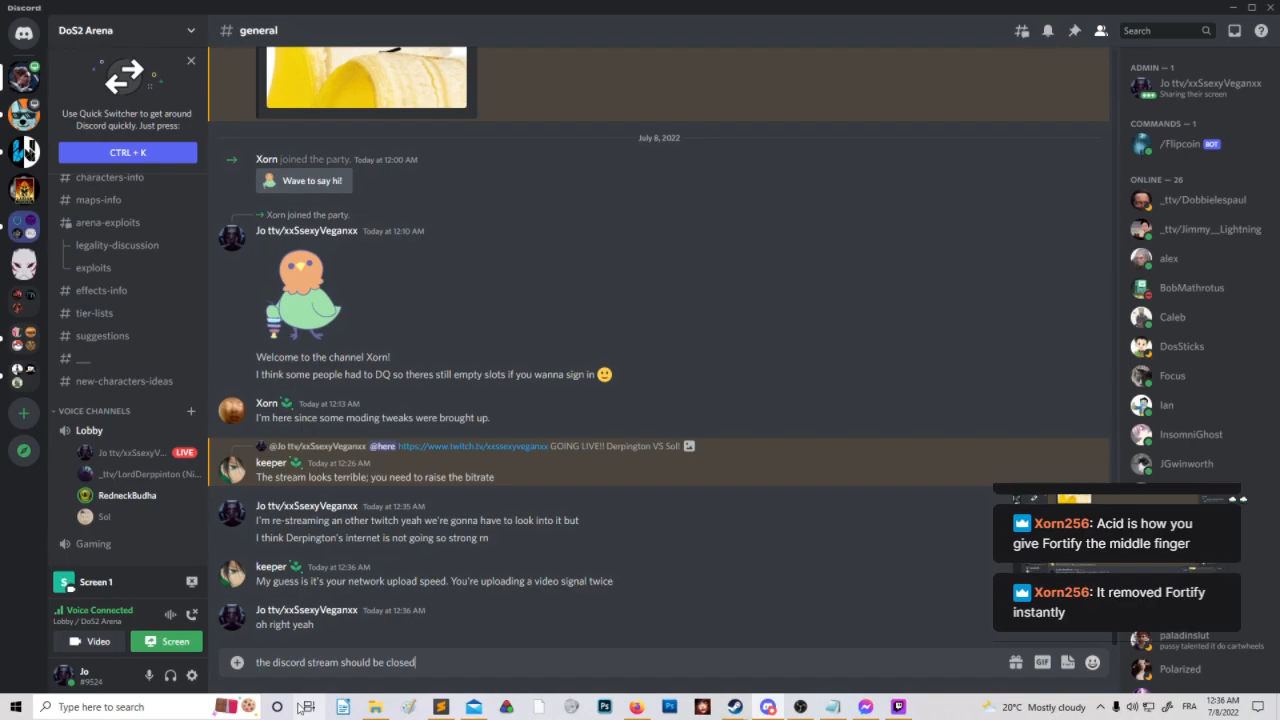 Discord
DoS2 Arena
# general
Search
Use Quick Switcher to get around
Discord quickly. Just press:
CTRL + K
# characters-info
# maps-info
arena-exploits
legality-discussion
exploits
# effects-info
# tier-lists
# suggestions
__
# new-characters-ideas
VOICE CHANNELS
Lobby
Jo ttv/xxSsexyV... LIVE
_ttv/LordDerppinton (Ni...
RedneckBudha
Sol
Gaming
S Screen 1
Voice Connected
Lobby / DoS2 Arena
Video
Screen
Jo
#9524
July 8, 2022
Xorn joined the party. Today at 12:00 AM
Wave to say hi!
Xorn joined the party.
Jo ttv/xxSsexyVeganxx Today at 12:10 AM
Welcome to the channel Xorn!
I think some people had to DQ so theres still empty slots if you wanna sign in
Xorn Today at 12:13 AM
I'm here since some moding tweaks were brought up.
@Jo ttv/xxSsexyVeganxx @here https://www.twitch.tv/xxssexyveganxx GOING LIVE!! Derpington VS Sol!
keeper Today at 12:26 AM
The stream looks terrible; you need to raise the bitrate
Jo ttv/xxSsexyVeganxx Today at 12:35 AM
I'm re-streaming an other twitch yeah we're gonna have to look into it but
I think Derpington's internet is not going so strong rn
keeper Today at 12:36 AM
My guess is it's your network upload speed. You're uploading a video signal twice
Jo ttv/xxSsexyVeganxx Today at 12:36 AM
oh right yeah
the discord stream should be closed
GIF
ADMIN — 1
Jo ttv/xxSsexyVeganxx
Sharing their screen
COMMANDS — 1
/Flipcoin BOT
ONLINE — 26
_ttv/Dobbielespaul
_ttv/Jimmy__Lightning
alex
BobMathrotus
Caleb
DosSticks
Focus
Ian
InsomniGhost
JGwinworth
Xorn256: Acid is how you
give Fortify the middle finger
Xorn256: It removed Fortify
instantly
paladinslut
pussy talented it do cartwheels
Polarized
Type here to search
20°C Mostly cloudy
FRA
12:36 AM
7/8/2022